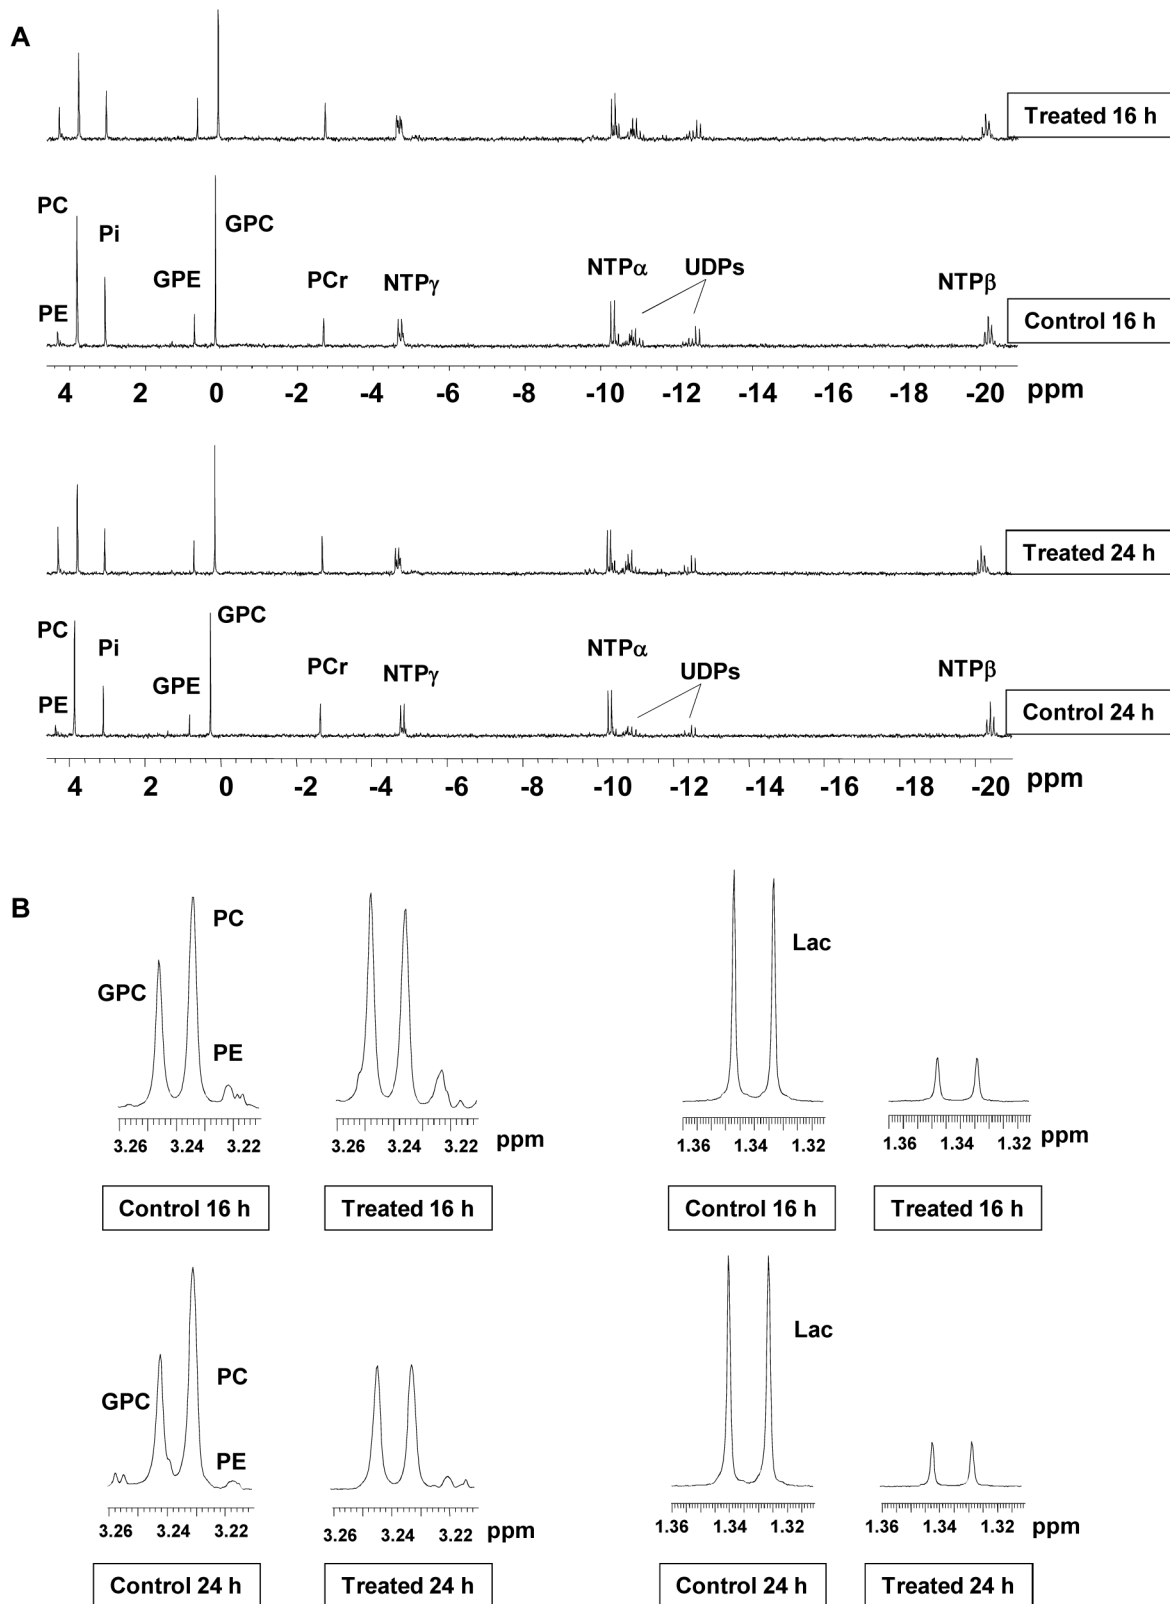 A
Treated 16 h
PC
Pi
GPE
GPC
PE
PCr
NTPγ
NTPα
UDPs
NTPβ
Control 16 h
4 2 0 -2 -4 -6 -8 -10 -12 -14 -16 -18 -20 ppm
Treated 24 h
PC
Pi
GPE
GPC
PE
PCr
NTPγ
NTPα
UDPs
NTPβ
Control 24 h
4 2 0 -2 -4 -6 -8 -10 -12 -14 -16 -18 -20 ppm
B
GPC
PC
PE
Lac
3.26 3.24 3.22
3.26 3.24 3.22 ppm
1.36 1.34 1.32
1.36 1.34 1.32 ppm
Control 16 h
Treated 16 h
Control 16 h
Treated 16 h
GPC
PC
PE
Lac
3.26 3.24 3.22
3.26 3.24 3.22 ppm
1.36 1.34 1.32
1.36 1.34 1.32 ppm
Control 24 h
Treated 24 h
Control 24 h
Treated 24 h